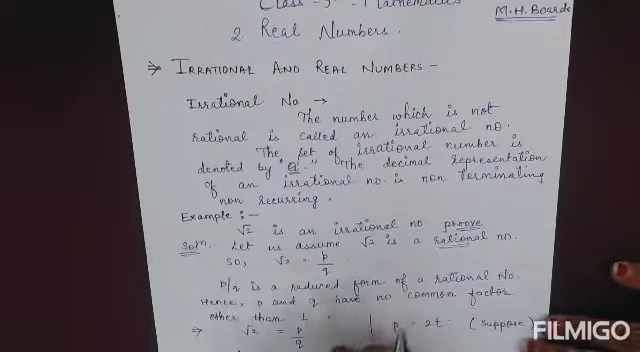 Class - 9th - Mathematics
M.H. Boards
2. Real Numbers.
⇒ IRRATIONAL AND REAL NUMBERS -
Irrational No →
The number which is not
rational is called an irrational no.
The set of irrational number is
denoted by "Q'." The decimal representation
of an irrational no. is non terminating
non recurring.
Example :-
√2 is an irrational no prove
Soln. Let us assume √2 is a rational no.
so, √2 = p/q.
p/q is a reduced form of a rational No.
Hence, p and q have no common factor
other than 1.
⇒ √2 = p/q | p = 2t. (suppose)
FILMIGO